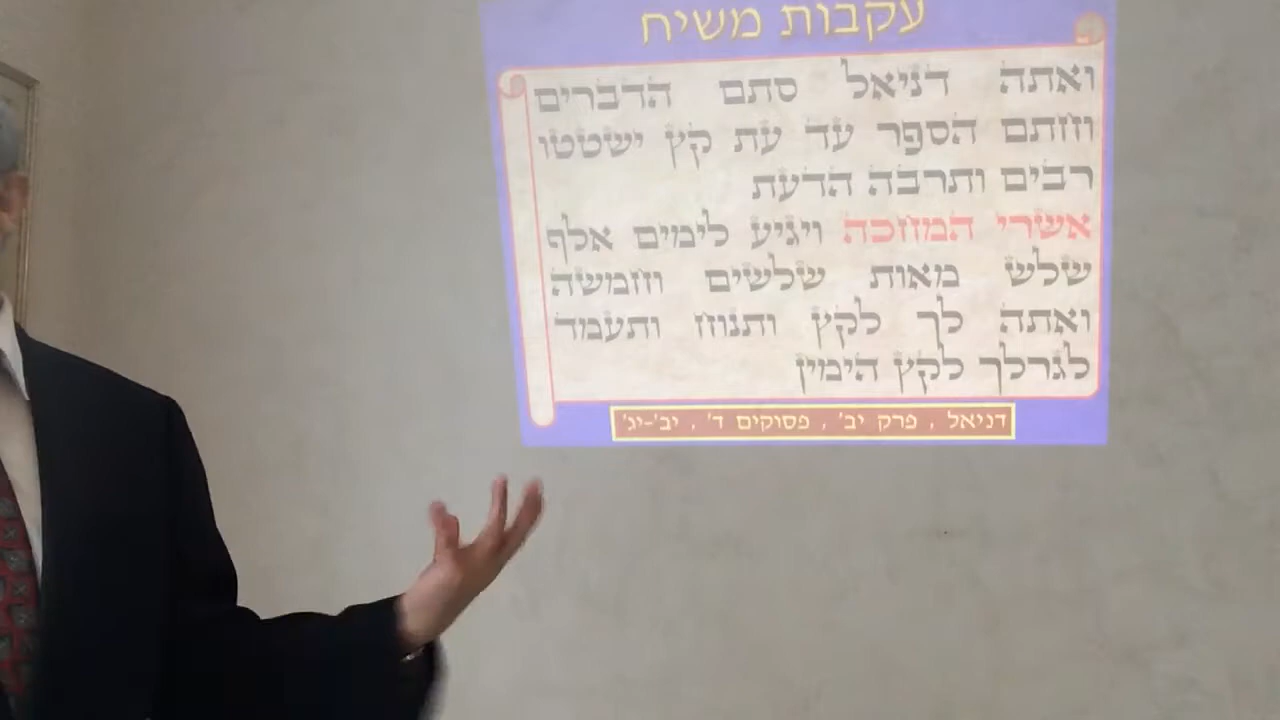 עקבות משיח
ואתה דניאל סתם הדברים
וחתם הספר עד עת קץ ישטטו
רבים ותרבה הדעת
אשרי המחכה ויגיע לימים אלף
שלש מאות שלשים וחמשה
ואתה לך לקץ ותנוח ותעמד
לגרלך לקץ הימין
דניאל , פרק יב' , פסוקים ד' , יב'-יג'